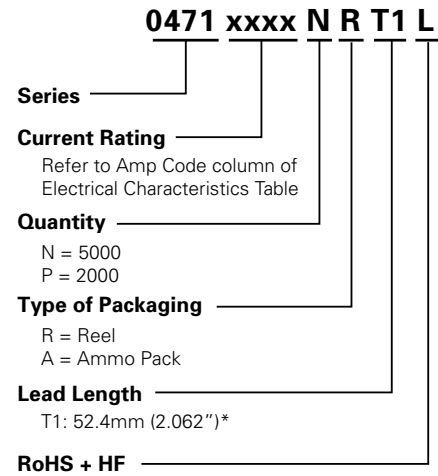 0471 xxxx N R T1 L
Series
Current Rating
Refer to Amp Code column of
Electrical Characteristics Table
Quantity
N = 5000
P = 2000
Type of Packaging
R = Reel
A = Ammo Pack
Lead Length
T1: 52.4mm (2.062”)*
RoHS + HF